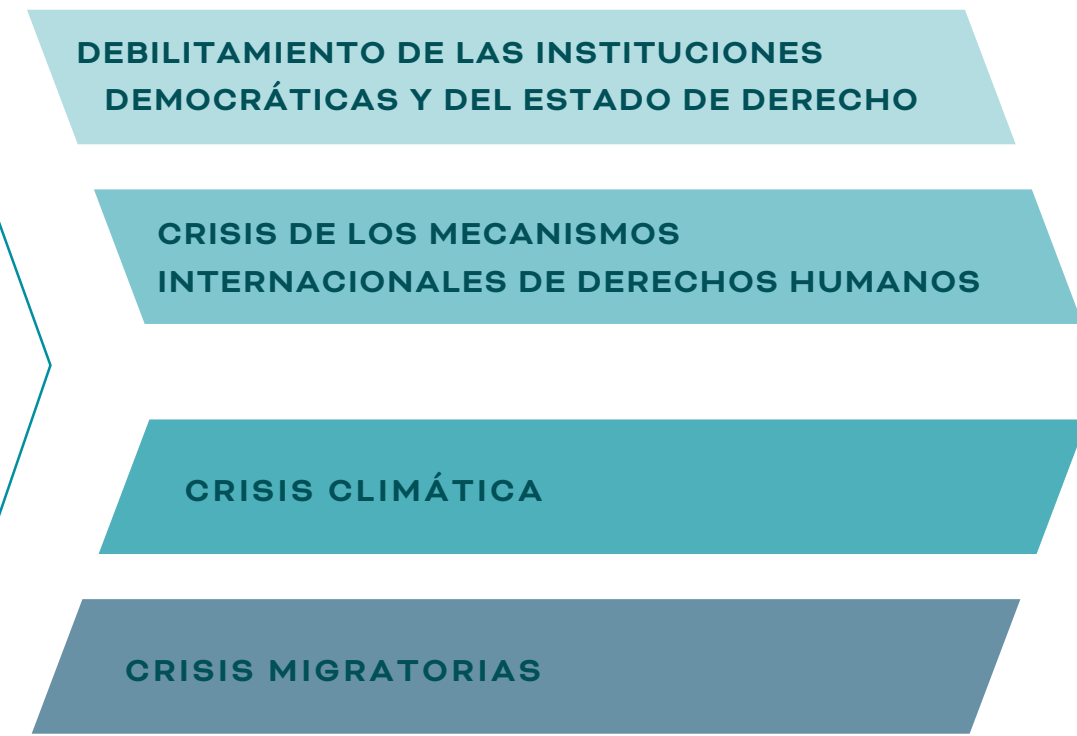 DEBILITAMIENTO DE LAS INSTITUCIONES
DEMOCRÁTICAS Y DEL ESTADO DE DERECHO
CRISIS DE LOS MECANISMOS
INTERNACIONALES DE DERECHOS HUMANOS
CRISIS CLIMÁTICA
CRISIS MIGRATORIAS